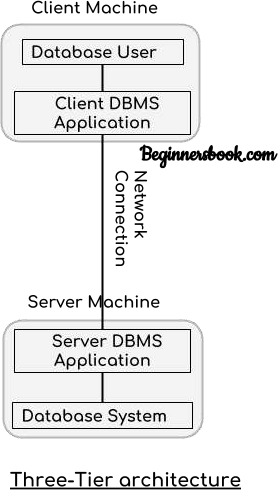 Client Machine
Database User
Client DBMS
Application
Beginnersbook.com
Network
Connection
Server Machine
Server DBMS
Application
Database System
Three-Tier architecture